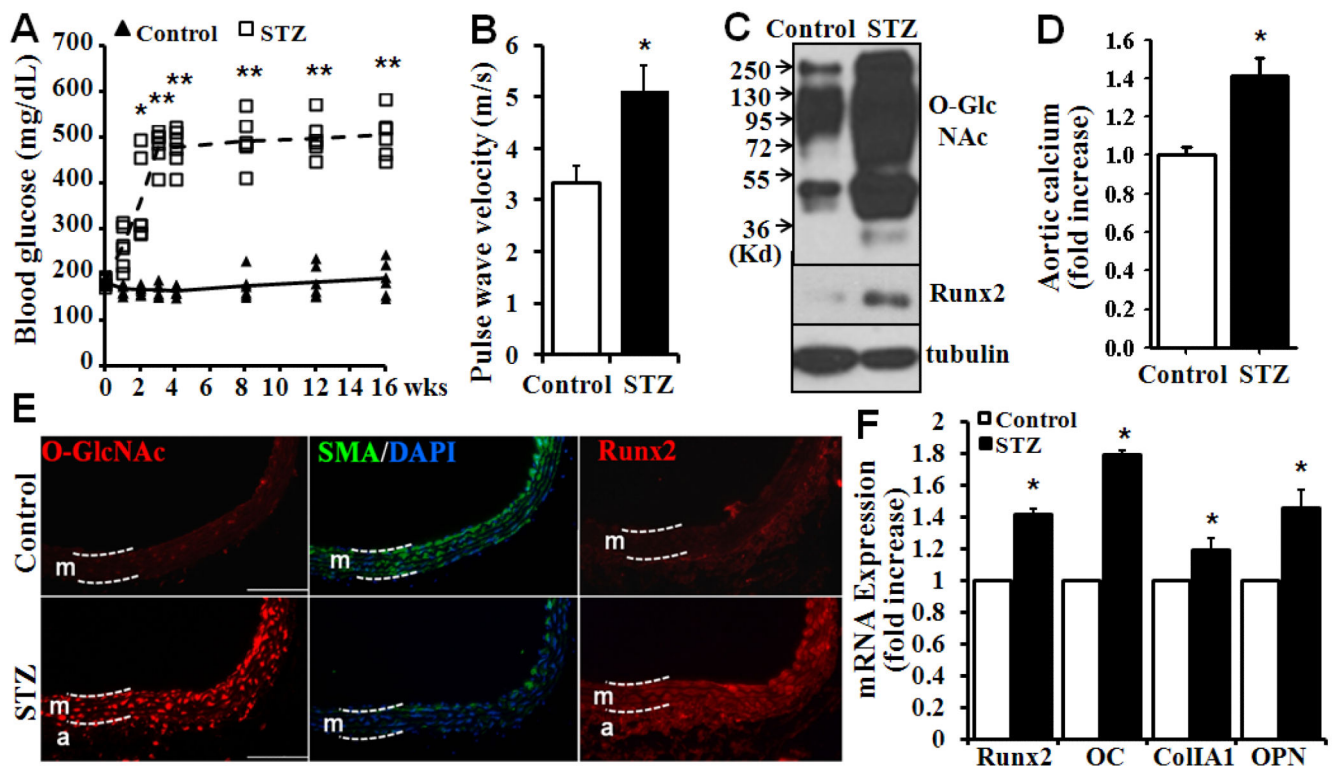 A
▲ Control □ STZ
Blood glucose (mg/dL)
700
600
500
400
300
200
100
0
* ** ** ** ** **
0 2 4 6 8 10 12 14 16 wks
B
Pulse wave velocity (m/s)
6
5
4
3
2
1
0
*
Control STZ
C
Control STZ
250
130
95
72
55
36
(Kd)
O-Glc
NAc
Runx2
tubulin
D
Aortic calcium
(fold increase)
1.6
1.4
1.2
1.0
0.8
0.6
0.4
0.2
0.0
*
Control STZ
E
O-GlcNAc SMA/DAPI Runx2
Control
m m m
STZ
m m m
a a
F
Control
STZ
mRNA Expression
(fold increase)
2
1.8
1.6
1.4
1.2
1
0.8
0.6
0.4
0.2
0
* * * *
Runx2 OC ColIA1 OPN